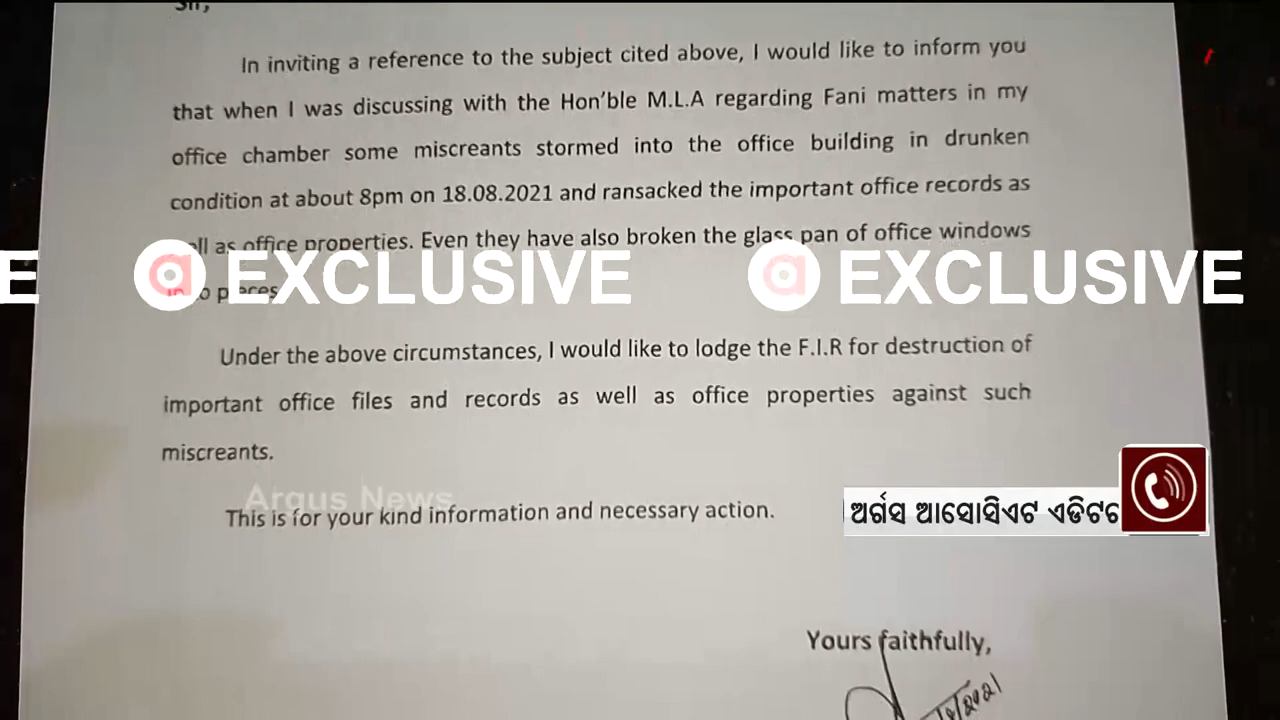 Sir,
In inviting a reference to the subject cited above, I would like to inform you
that when I was discussing with the Hon'ble M.L.A regarding Fani matters in my
office chamber some miscreants stormed into the office building in drunken
condition at about 8pm on 18.08.2021 and ransacked the important office records as
well as office properties. Even they have also broken the glass pan of office windows
EXCLUSIVE
EXCLUSIVE
into pieces
Under the above circumstances, I would like to lodge the F.I.R for destruction of
important office files and records as well as office properties against such
miscreants.
Argus News
This is for your kind information and necessary action.
ଅର୍ଗସ ଆସୋସିଏଟ ଏଡିଟ
Yours faithfully,